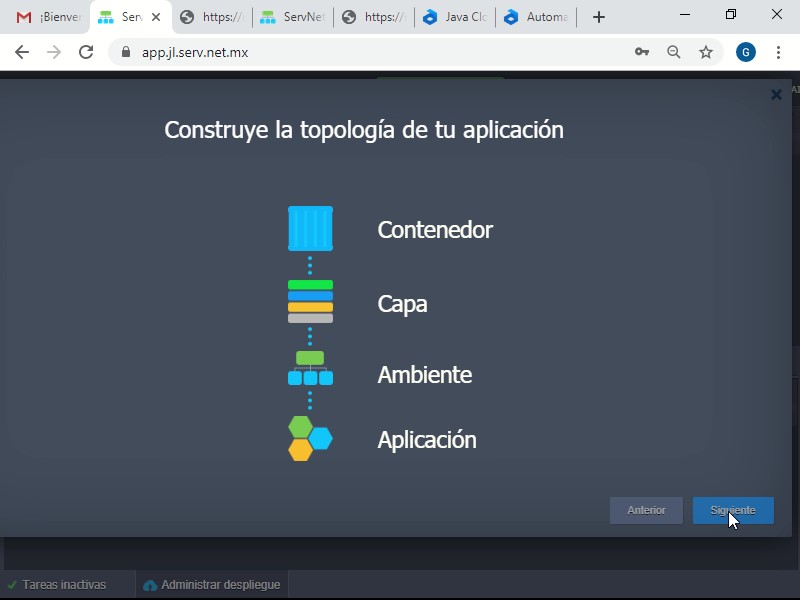 ¡Bienve
Serv
https://
ServNet
https://
Java Clo
Automa
app.jl.serv.net.mx
G
Construye la topología de tu aplicación
Contenedor
Capa
Ambiente
Aplicación
Anterior
Siguiente
Tareas inactivas
Administrar despliegue